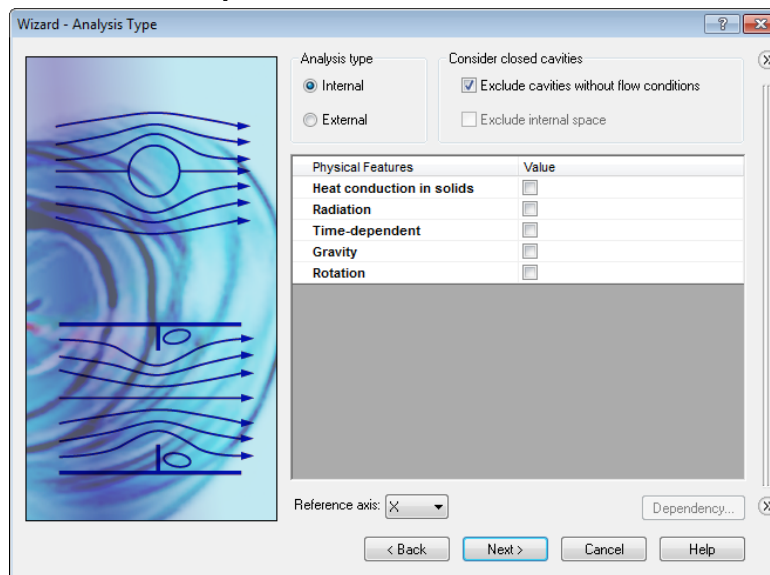 Wizard - Analysis Type
Analysis type
Internal
External
Consider closed cavities
Exclude cavities without flow conditions
Exclude internal space
Physical Features Value
Heat conduction in solids
Radiation
Time-dependent
Gravity
Rotation
Reference axis: X
Dependency...
< Back Next > Cancel Help